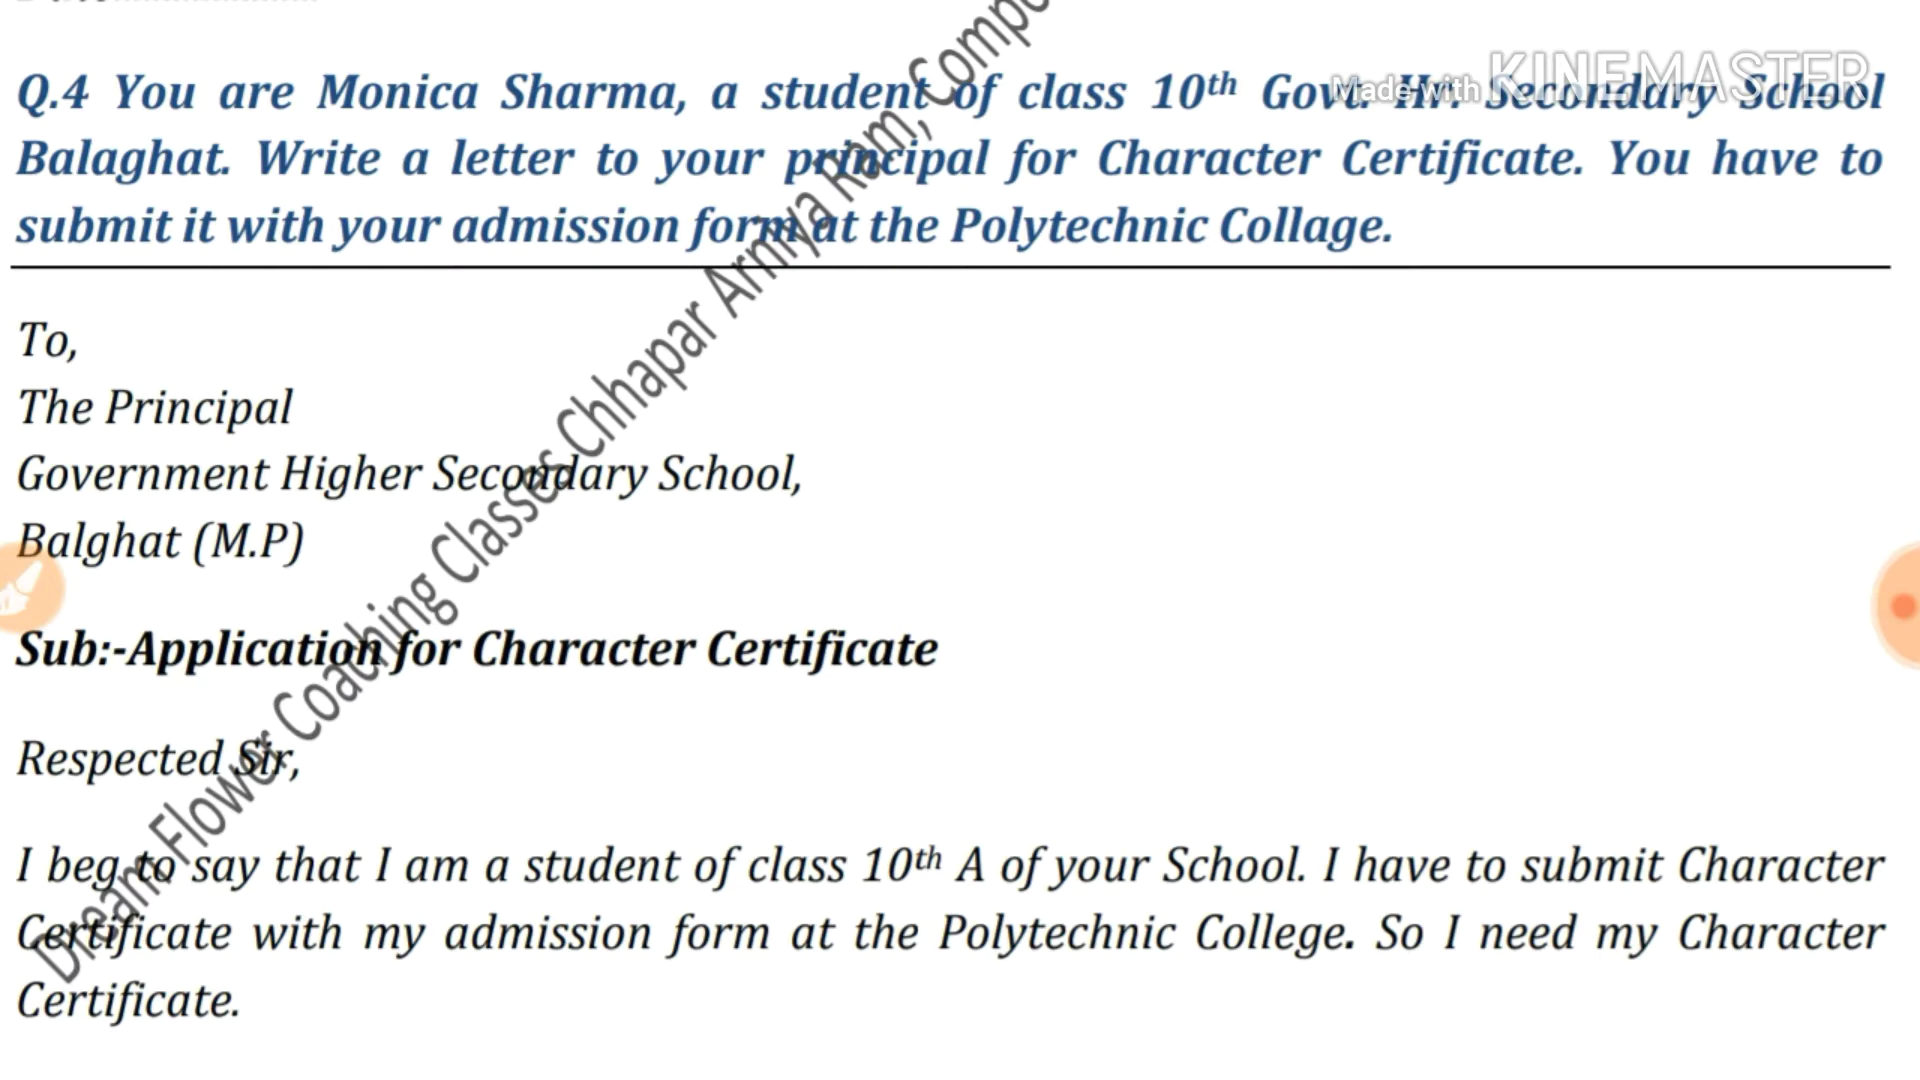 Q.4 You are Monica Sharma, a student of class 10th Govt. Hr. Secondary School
Balaghat. Write a letter to your principal for Character Certificate. You have to
submit it with your admission form at the Polytechnic Collage.
To,
The Principal
Government Higher Secondary School,
Balghat (M.P)
Sub:-Application for Character Certificate
Respected Sir,
I beg to say that I am a student of class 10th A of your School. I have to submit Character
Certificate with my admission form at the Polytechnic College. So I need my Character
Certificate.
Dream Flower Coaching Classes Chhapar Arniya Ram,
Made with KINEMASTER